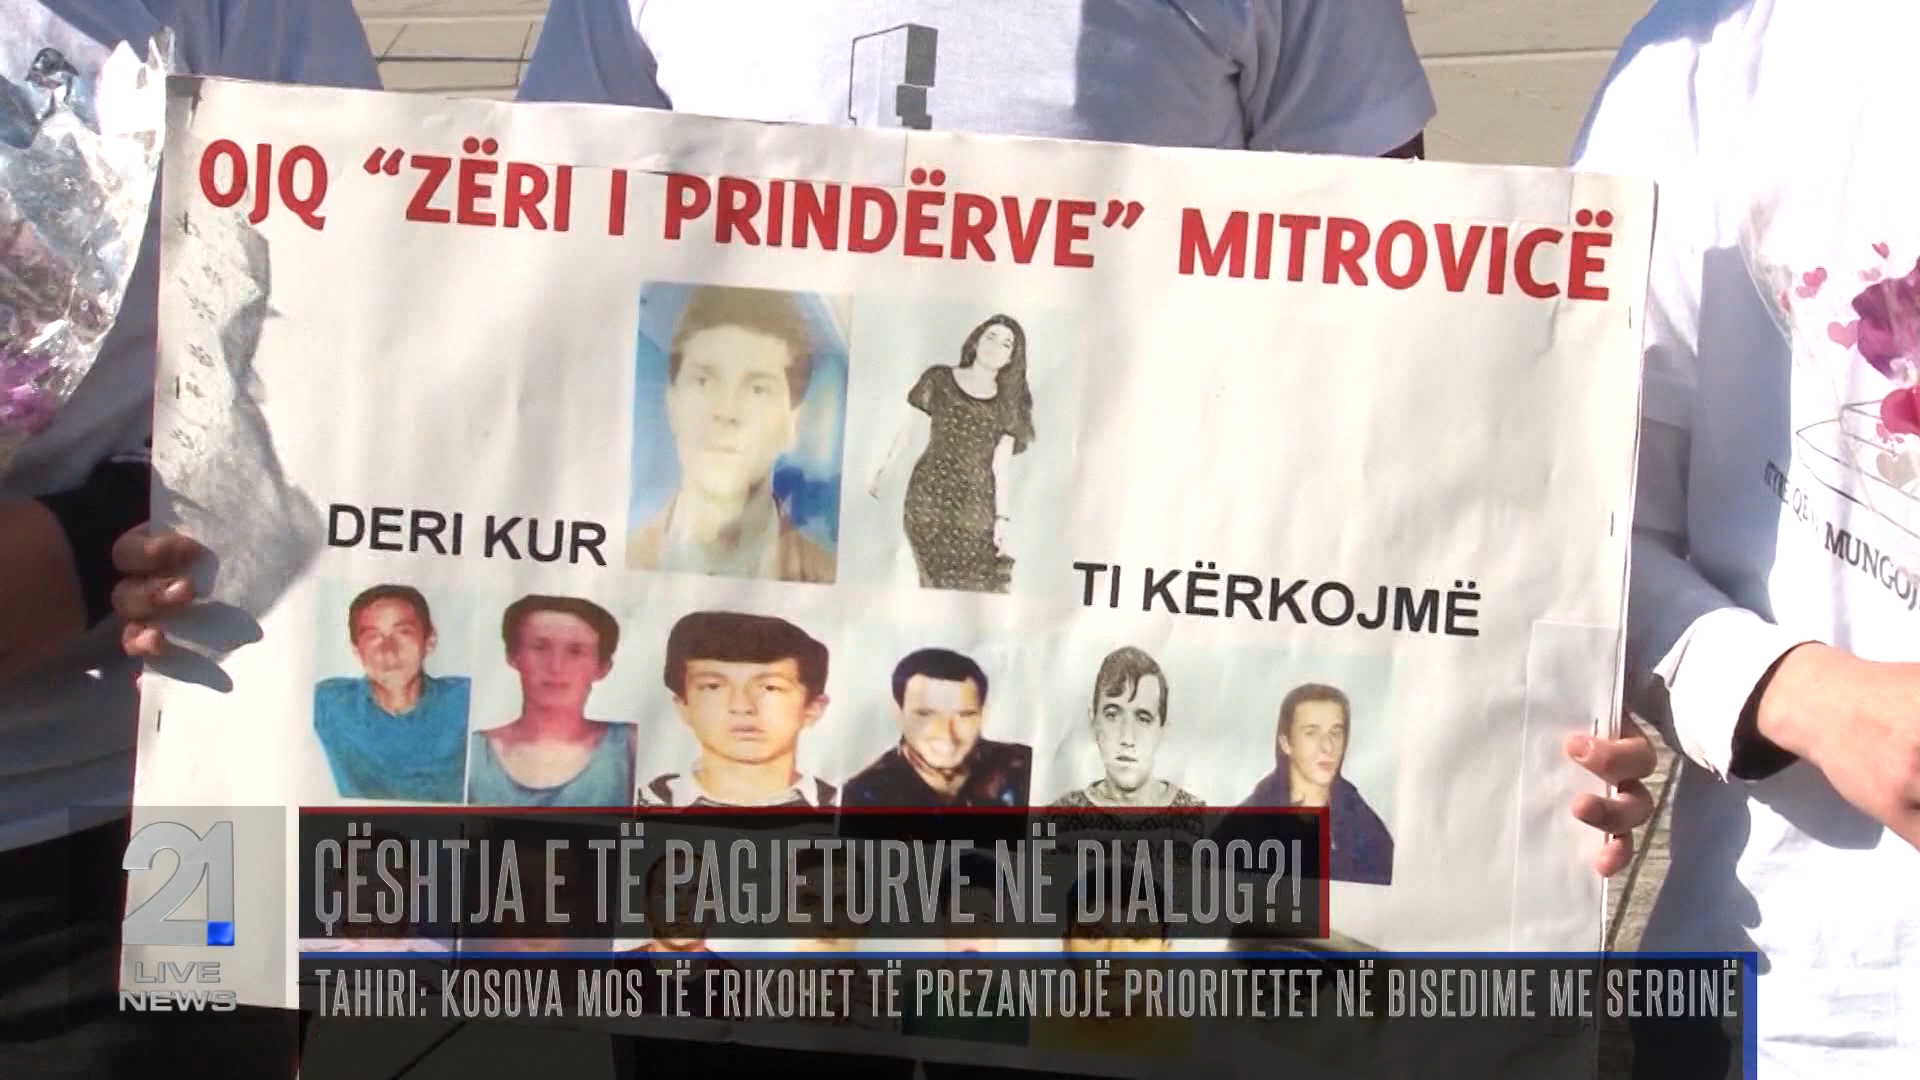 OJQ “ZËRI I PRINDËRVE” MITROVICË
DERI KUR
TI KËRKOJMË
MUNGOJ
ÇËSHTJA E TË PAGJETURVE NË DIALOG?!
TAHIRI: KOSOVA MOS TË FRIKOHET TË PREZANTOJË PRIORITETET NË BISEDIME ME SERBINË
21
LIVE
NEWS